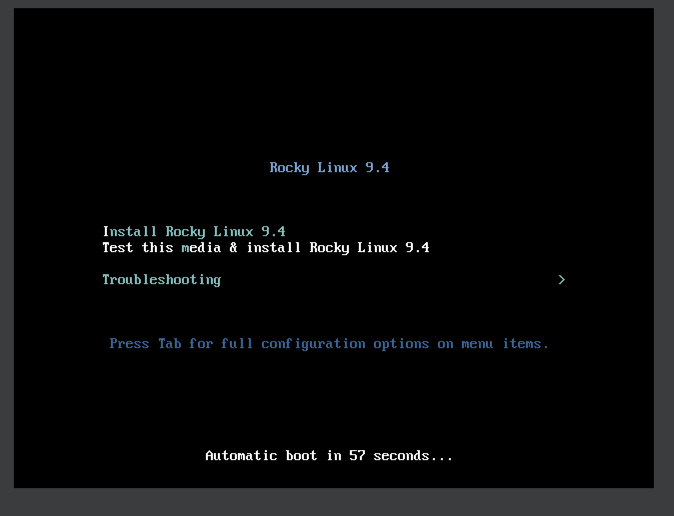 Rocky Linux 9.4
Install Rocky Linux 9.4
Test this media & install Rocky Linux 9.4
Troubleshooting >
Press Tab for full configuration options on menu items.
Automatic boot in 57 seconds...